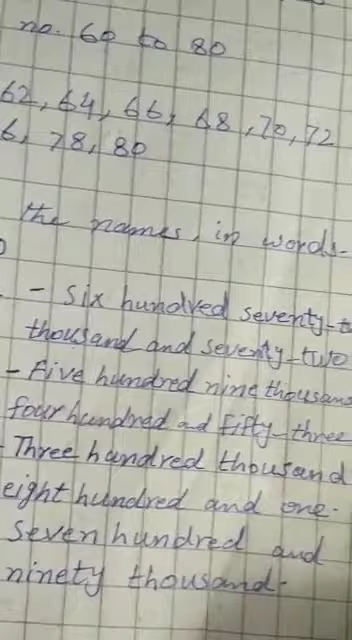 no. 60 to 80
62, 64, 66, 68, 70, 72
6, 78, 80
the names, in words-
- Six hundred seventy-t
thousand and seventy-two
- Five hundred nine thousand
four hundred and fifty-three
- Three hundred thousand
eight hundred and one.
seven hundred and
ninety thousand-